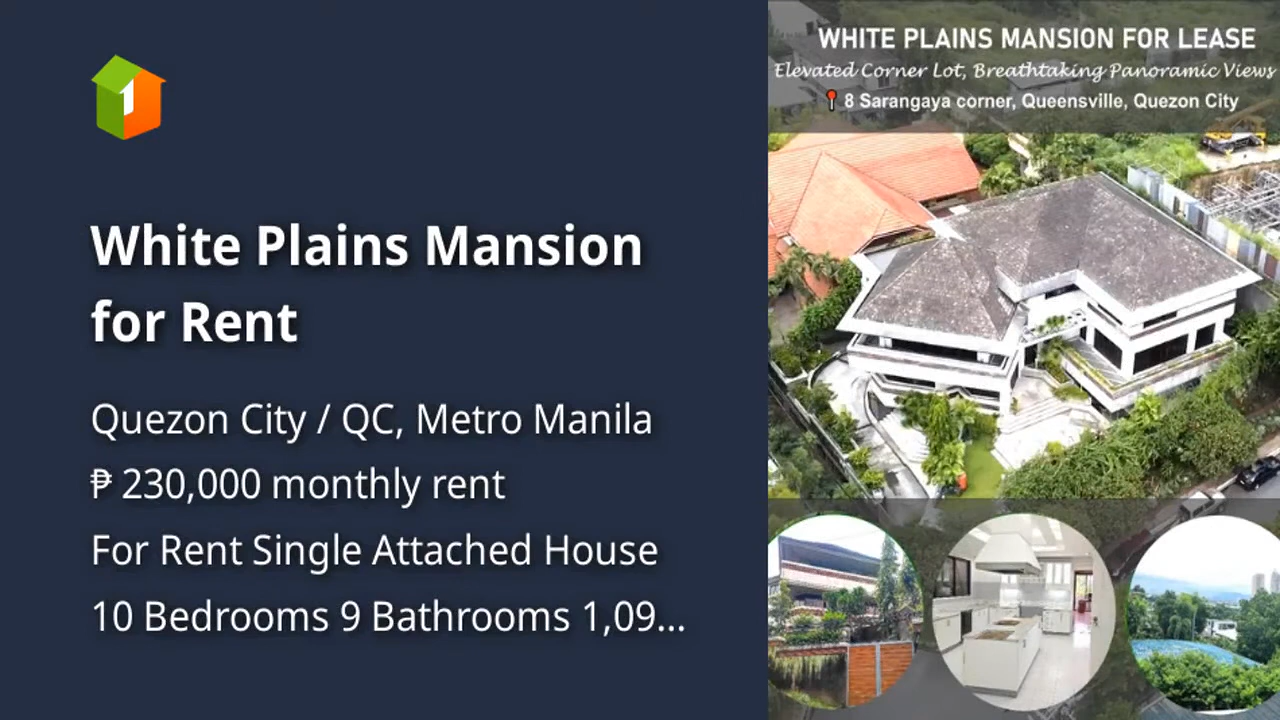 White Plains Mansion
for Rent
Quezon City / QC, Metro Manila
₱ 230,000 monthly rent
For Rent Single Attached House
10 Bedrooms 9 Bathrooms 1,09...
WHITE PLAINS MANSION FOR LEASE
Elevated Corner Lot, Breathtaking Panoramic Views
8 Sarangaya corner, Queensville, Quezon City